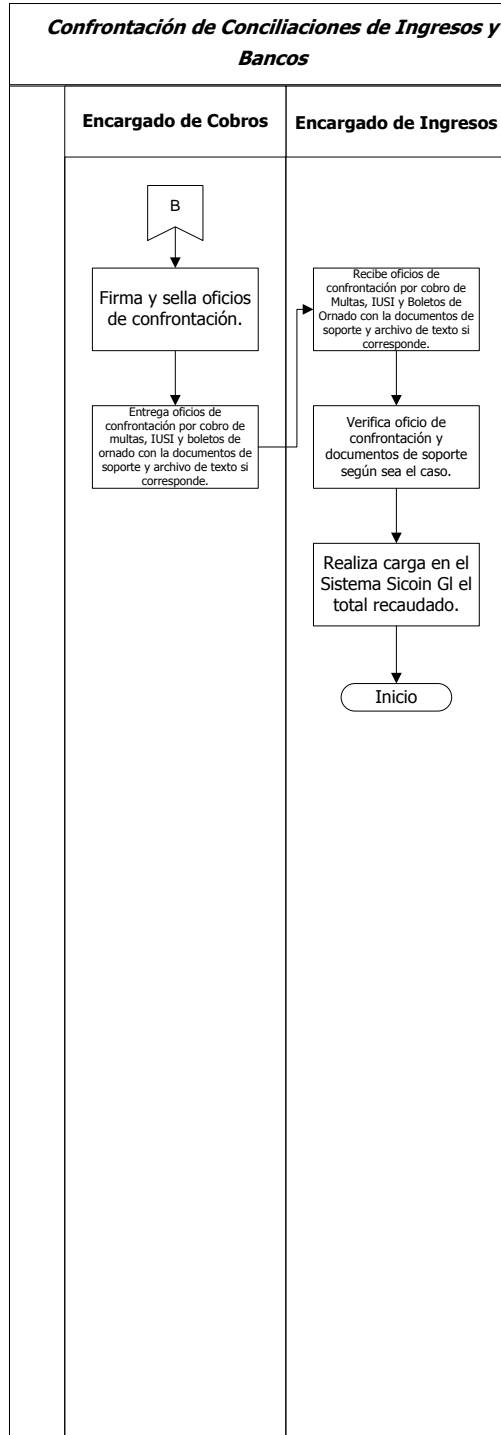 Confrontación de Conciliaciones de Ingresos y
Bancos
Encargado de Cobros
Encargado de Ingresos
B
Firma y sella oficios
de confrontación.
Entrega oficios de
confrontación por cobro de
multas, IUSI y boletos de
ornado con la documentos de
soporte y archivo de texto si
corresponde.
Recibe oficios de
confrontación por cobro de
Multas, IUSI y Boletos de
Ornado con la documentos de
soporte y archivo de texto si
corresponde.
Verifica oficio de
confrontación y
documentos de soporte
según sea el caso.
Realiza carga en el
Sistema Sicoin Gl el
total recaudado.
Inicio